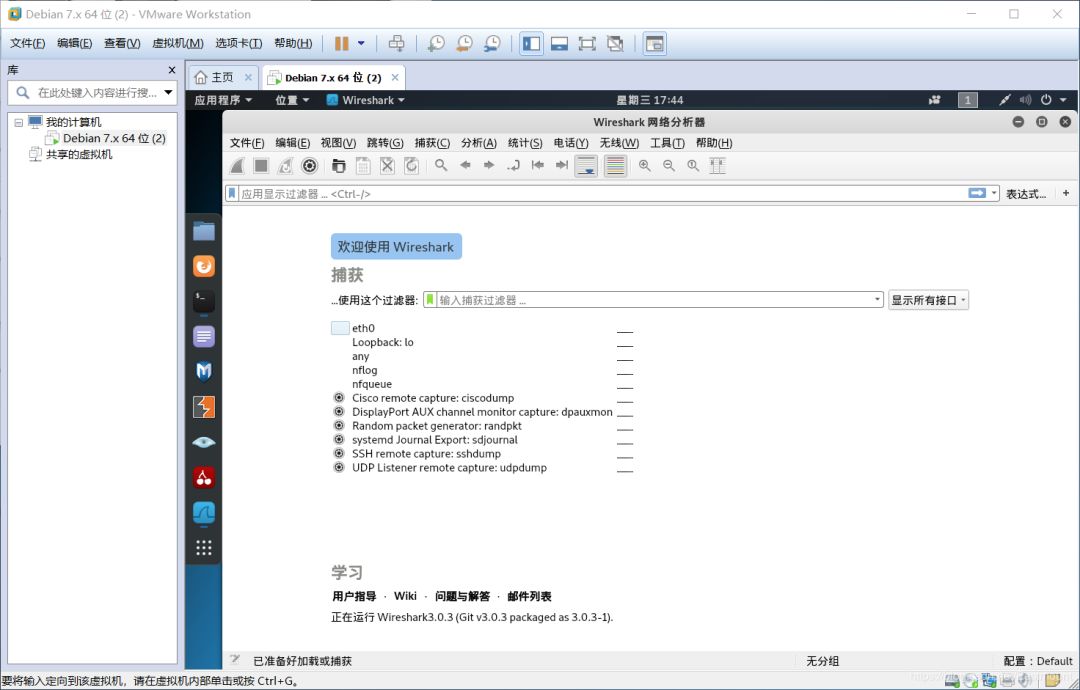 Debian 7.x 64 位 (2) - VMware Workstation
文件(F) 编辑(E) 查看(V) 虚拟机(M) 选项卡(T) 帮助(H)
库
在此处键入内容进行搜...
我的计算机
Debian 7.x 64 位 (2)
共享的虚拟机
主页
Debian 7.x 64 位 (2)
应用程序 位置 Wireshark 星期三 17:44 1
Wireshark 网络分析器
文件(F) 编辑(E) 视图(V) 跳转(G) 捕获(C) 分析(A) 统计(S) 电话(Y) 无线(W) 工具(T) 帮助(H)
应用显示过滤器 … <Ctrl-/> 表达式… +
欢迎使用 Wireshark
捕获
…使用这个过滤器: 输入捕获过滤器 … 显示所有接口
eth0
Loopback: lo
any
nflog
nfqueue
Cisco remote capture: ciscodump
DisplayPort AUX channel monitor capture: dpauxmon
Random packet generator: randpkt
systemd Journal Export: sdjournal
SSH remote capture: sshdump
UDP Listener remote capture: udpdump
学习
用户指导 · Wiki · 问题与解答 · 邮件列表
正在运行 Wireshark3.0.3 (Git v3.0.3 packaged as 3.0.3-1).
已准备好加载或捕获 无分组 配置：Default
要将输入定向到该虚拟机，请在虚拟机内部单击或按 Ctrl+G。